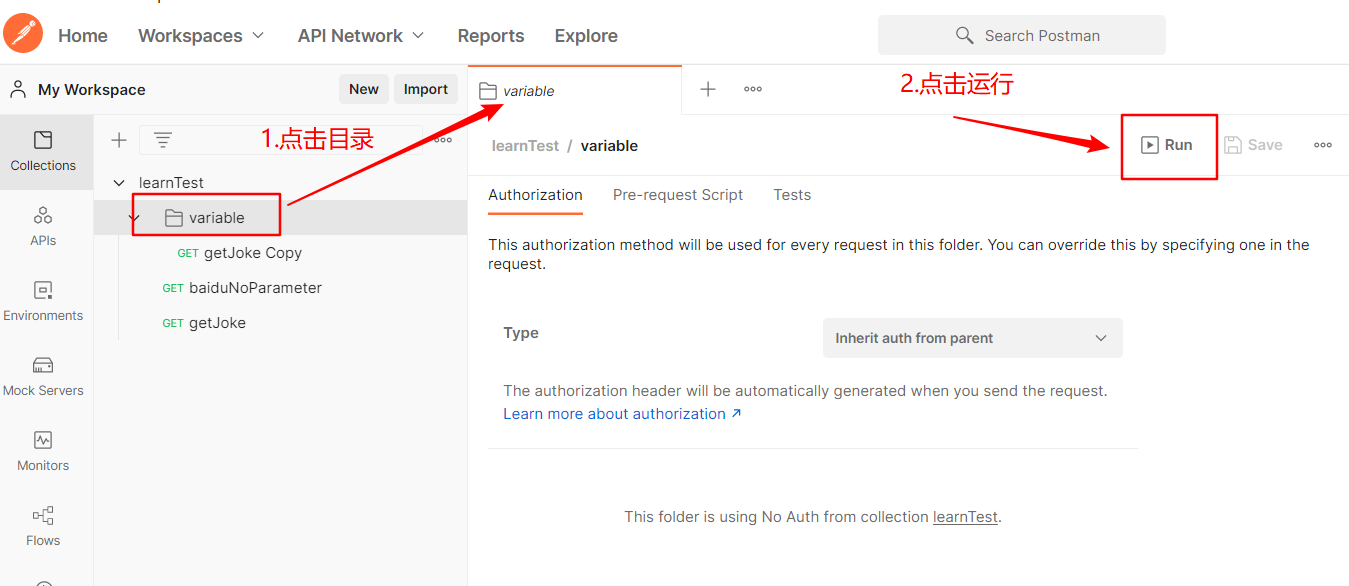 Home Workspaces API Network Reports Explore Search Postman
My Workspace New Import
variable
2.点击运行
1.点击目录
learnTest / variable Run Save
Collections
learnTest
variable
getJoke Copy GET
GET baiduNoParameter
GET getJoke
APIs
Environments
Mock Servers
Monitors
Flows
Authorization Pre-request Script Tests
This authorization method will be used for every request in this folder. You can override this by specifying one in the
request.
Type Inherit auth from parent
The authorization header will be automatically generated when you send the request.
Learn more about authorization ↗
This folder is using No Auth from collection learnTest.